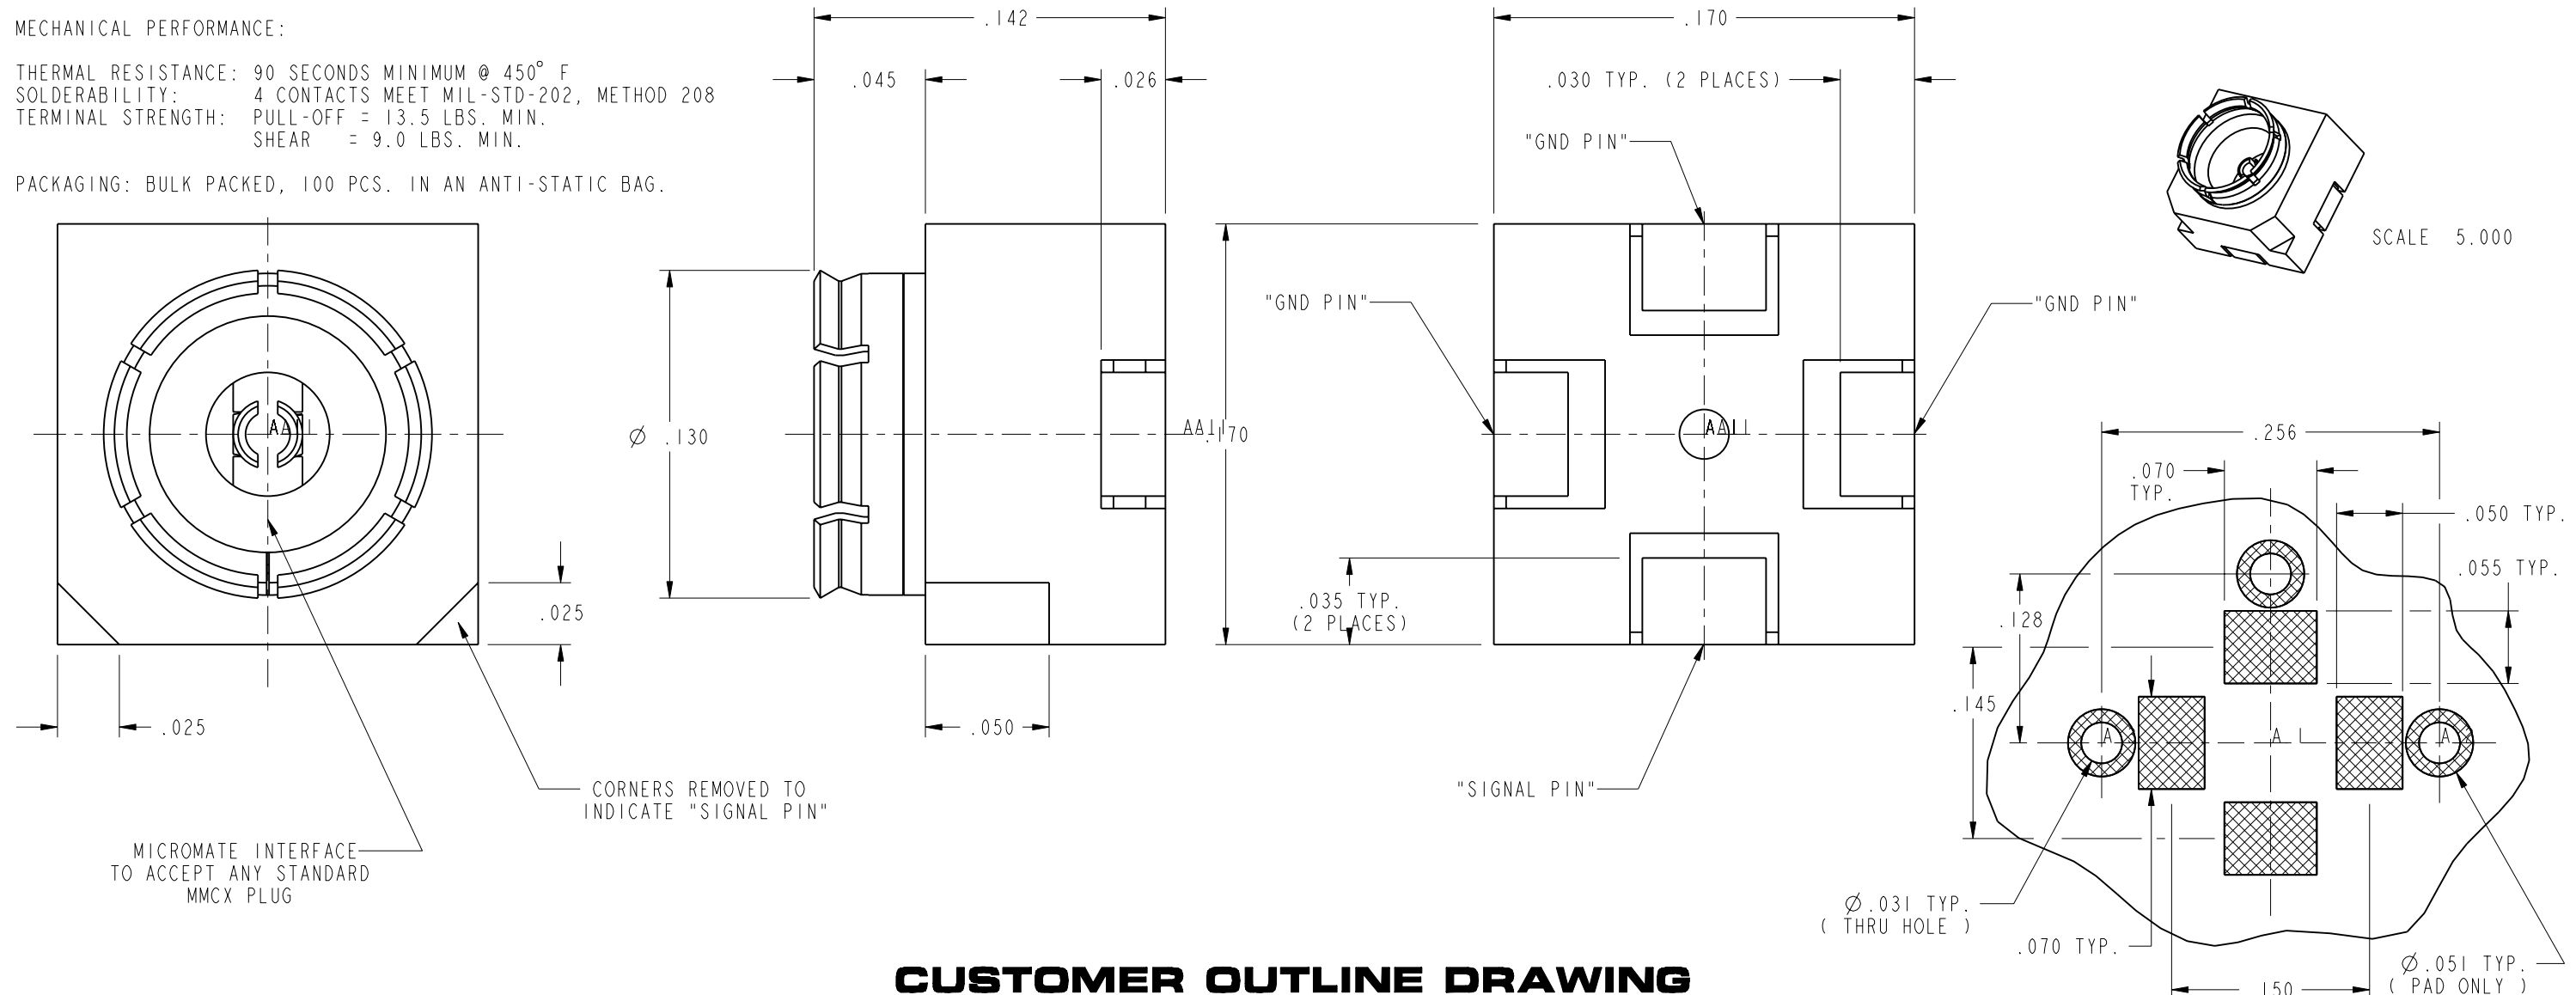 MECHANICAL PERFORMANCE:
THERMAL RESISTANCE: 90 SECONDS MINIMUM @ 450° F
SOLDERABILITY: 4 CONTACTS MEET MIL-STD-202, METHOD 208
TERMINAL STRENGTH: PULL-OFF = 13.5 LBS. MIN.
SHEAR = 9.0 LBS. MIN.
PACKAGING: BULK PACKED, 100 PCS. IN AN ANTI-STATIC BAG.
.142
.045
.026
.170
.030 TYP. (2 PLACES)
"GND PIN"
"GND PIN"
"GND PIN"
SCALE 5.000
Ø .130
.170
.025
.025
.050
.035 TYP.
(2 PLACES)
"SIGNAL PIN"
CORNERS REMOVED TO
INDICATE "SIGNAL PIN"
MICROMATE INTERFACE
TO ACCEPT ANY STANDARD
MMCX PLUG
.256
.070
TYP.
.050 TYP.
.055 TYP.
.128
.145
A
A
A
Ø.031 TYP.
( THRU HOLE )
.070 TYP.
Ø.051 TYP.
( PAD ONLY )
.150
CUSTOMER OUTLINE DRAWING